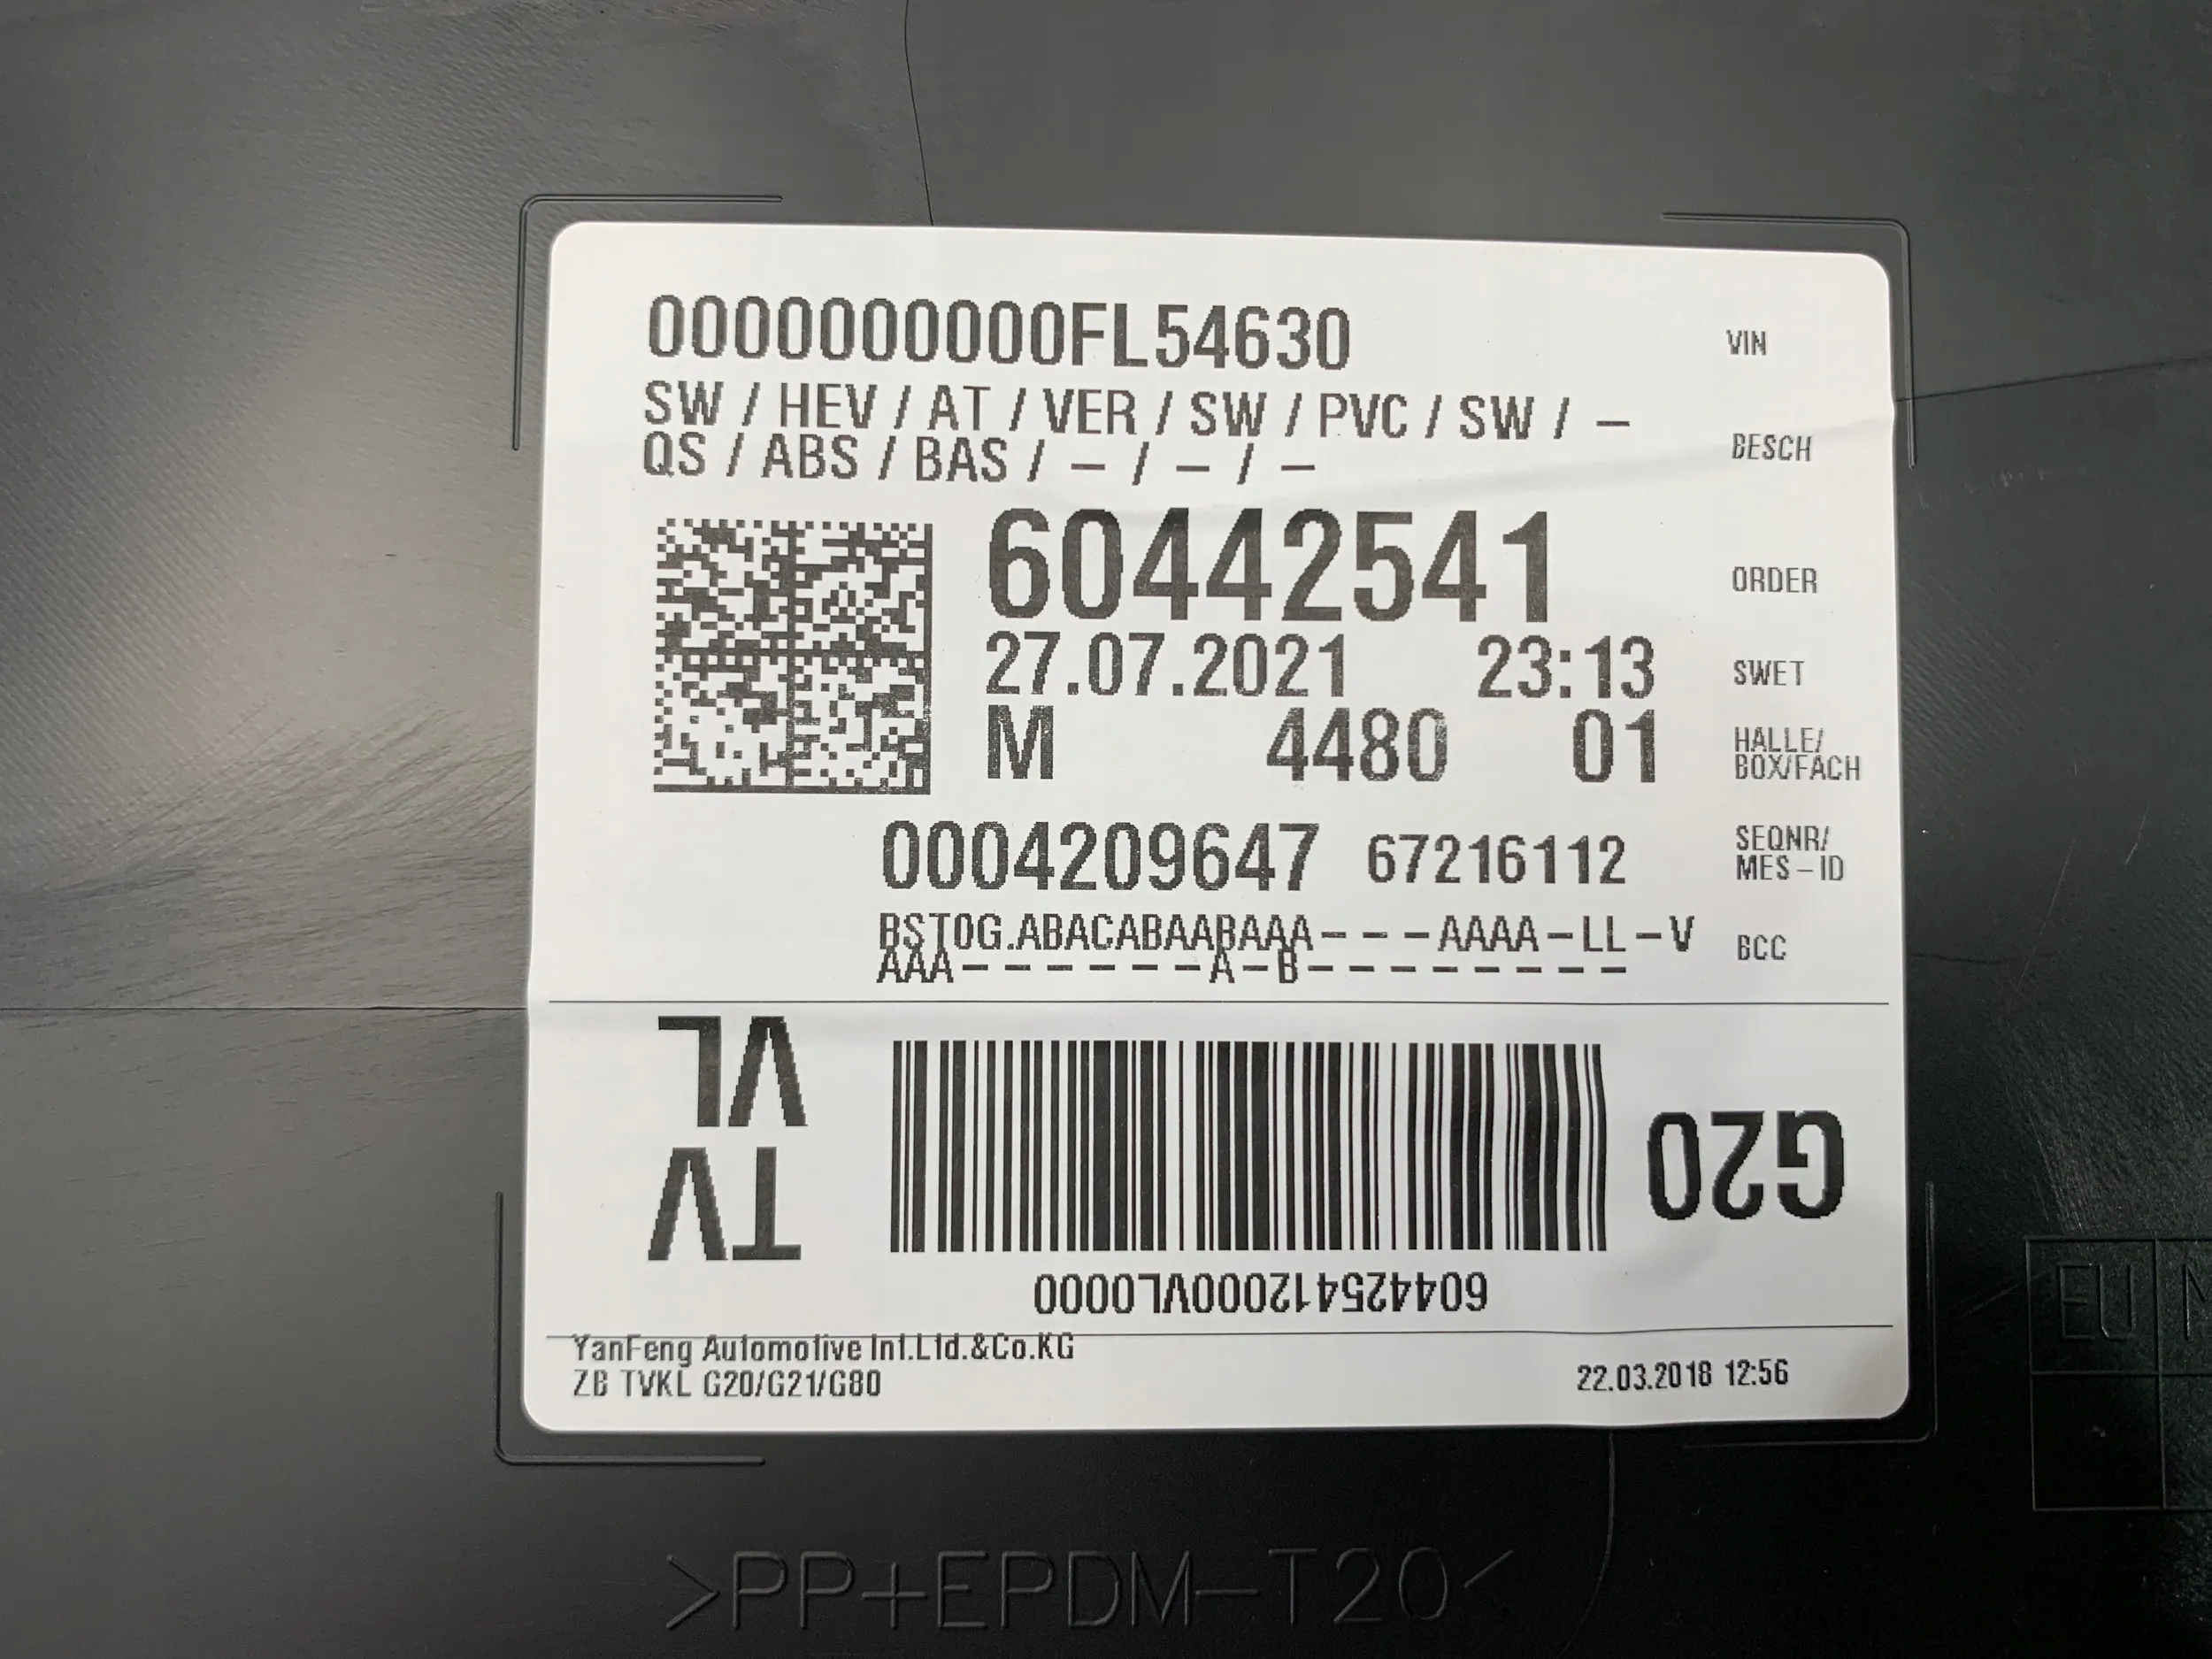 0000000000FL54630 VIN
SW / HEV / AT / VER / SW / PVC / SW / –
QS / ABS / BAS / – / – / – BESCH
60442541 ORDER
27.07.2021 23:13 SWET
M 4480 01 HALLE/
BOX/FACH
0004209647 67216112 SEQNR/
MES-ID
BSTOG.ABACABAABAAA---AAAA-LL-V BCC
AAA-------A-B---------
TV
VL
G20
604425412000VL0000
YanFeng Automotive Int.Ltd.&Co.KG
ZB TVKL G20/G21/G80 22.03.2018 12:56
EU
>PP+EPDM-T20<